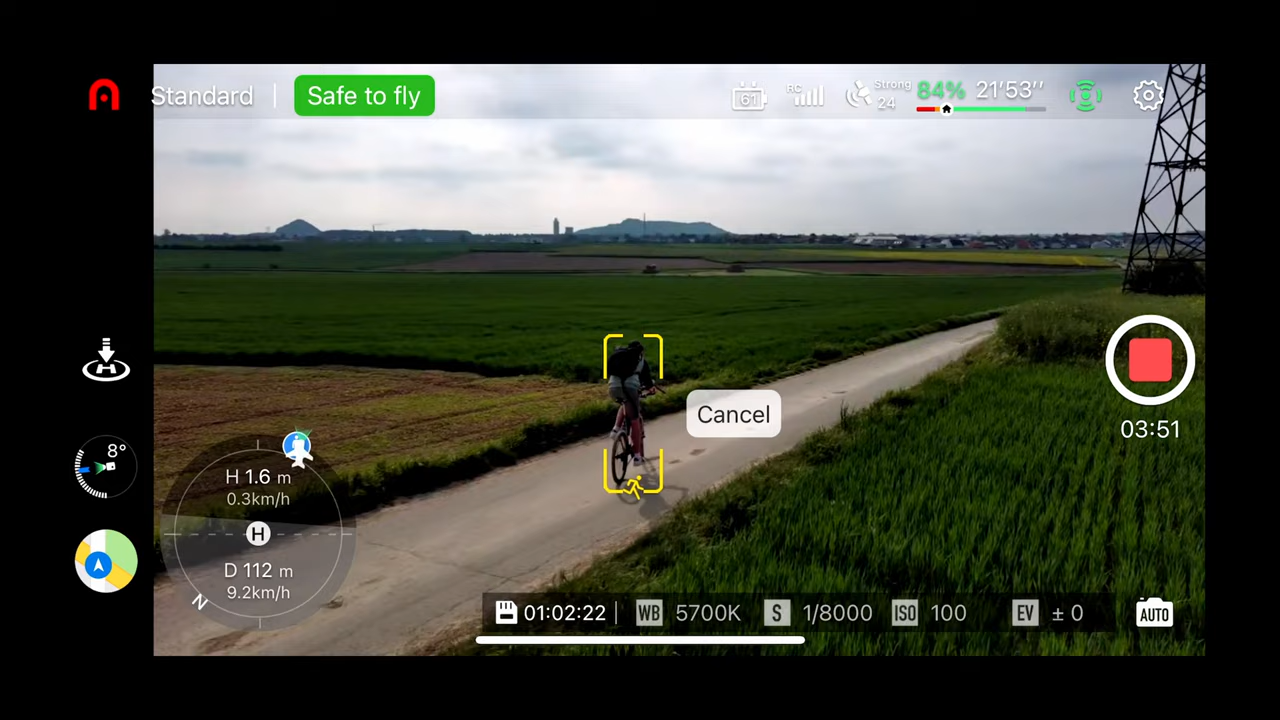 Standard
Safe to fly
61
RC
Strong
24
84%
21'53''
8°
H 1.6 m
0.3km/h
H
D 112 m
9.2km/h
N
Cancel
03:51
01:02:22
WB 5700K
S 1/8000
ISO 100
EV ± 0
AUTO